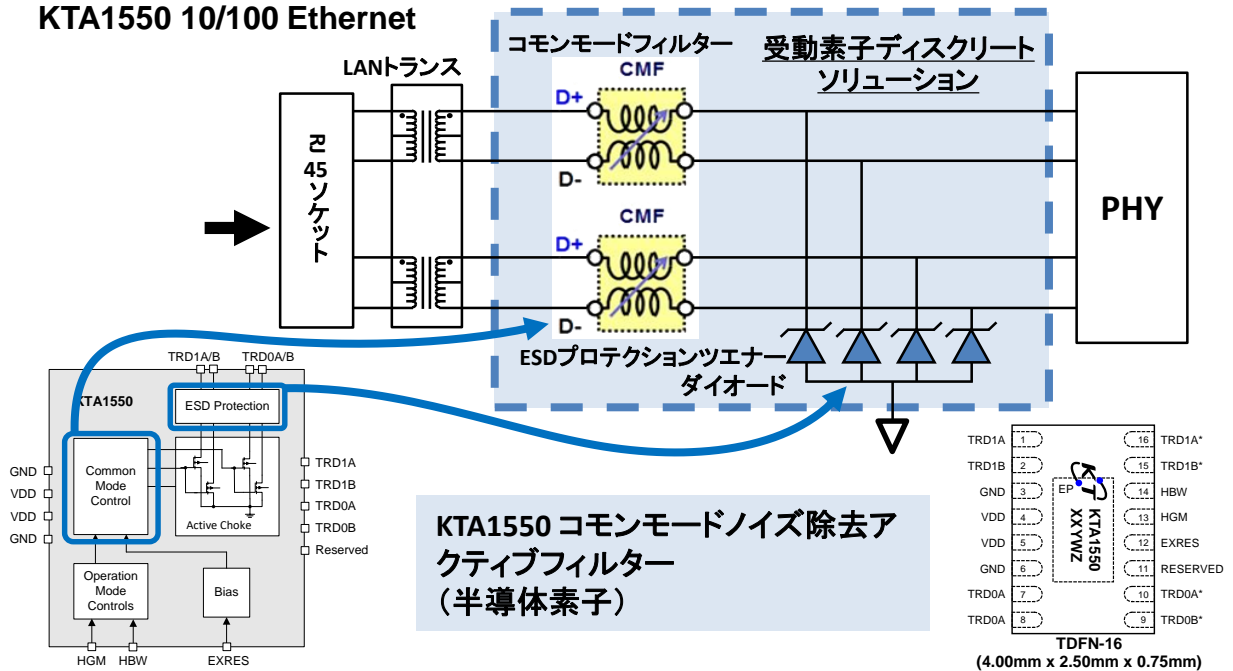 KTA1550 10/100 Ethernet
コモンモードフィルター
受動素子ディスクリート
ソリューション
LANトランス
CMF
D+
D-
CMF
D+
D-
RJ
45
ソケット
PHY
ESDプロテクションツエナー
ダイオード
TRD1A/B
TRD0A/B
KTA1550
ESD Protection
GND
VDD
VDD
GND
Common
Mode
Control
Active Choke
TRD1A
TRD1B
TRD0A
TRD0B
Reserved
Operation
Mode
Controls
Bias
HGM
HBW
EXRES
KTA1550 コモンモードノイズ除去ア
クティブフィルター
（半導体素子）
TRD1A 1
TRD1B 2
GND 3
VDD 4
VDD 5
GND 6
TRD0A 7
TRD0A 8
EP
KT
KTA1550
XXYWZ
16 TRD1A*
15 TRD1B*
14 HBW
13 HGM
12 EXRES
11 RESERVED
10 TRD0A*
9 TRD0B*
TDFN-16
(4.00mm x 2.50mm x 0.75mm)